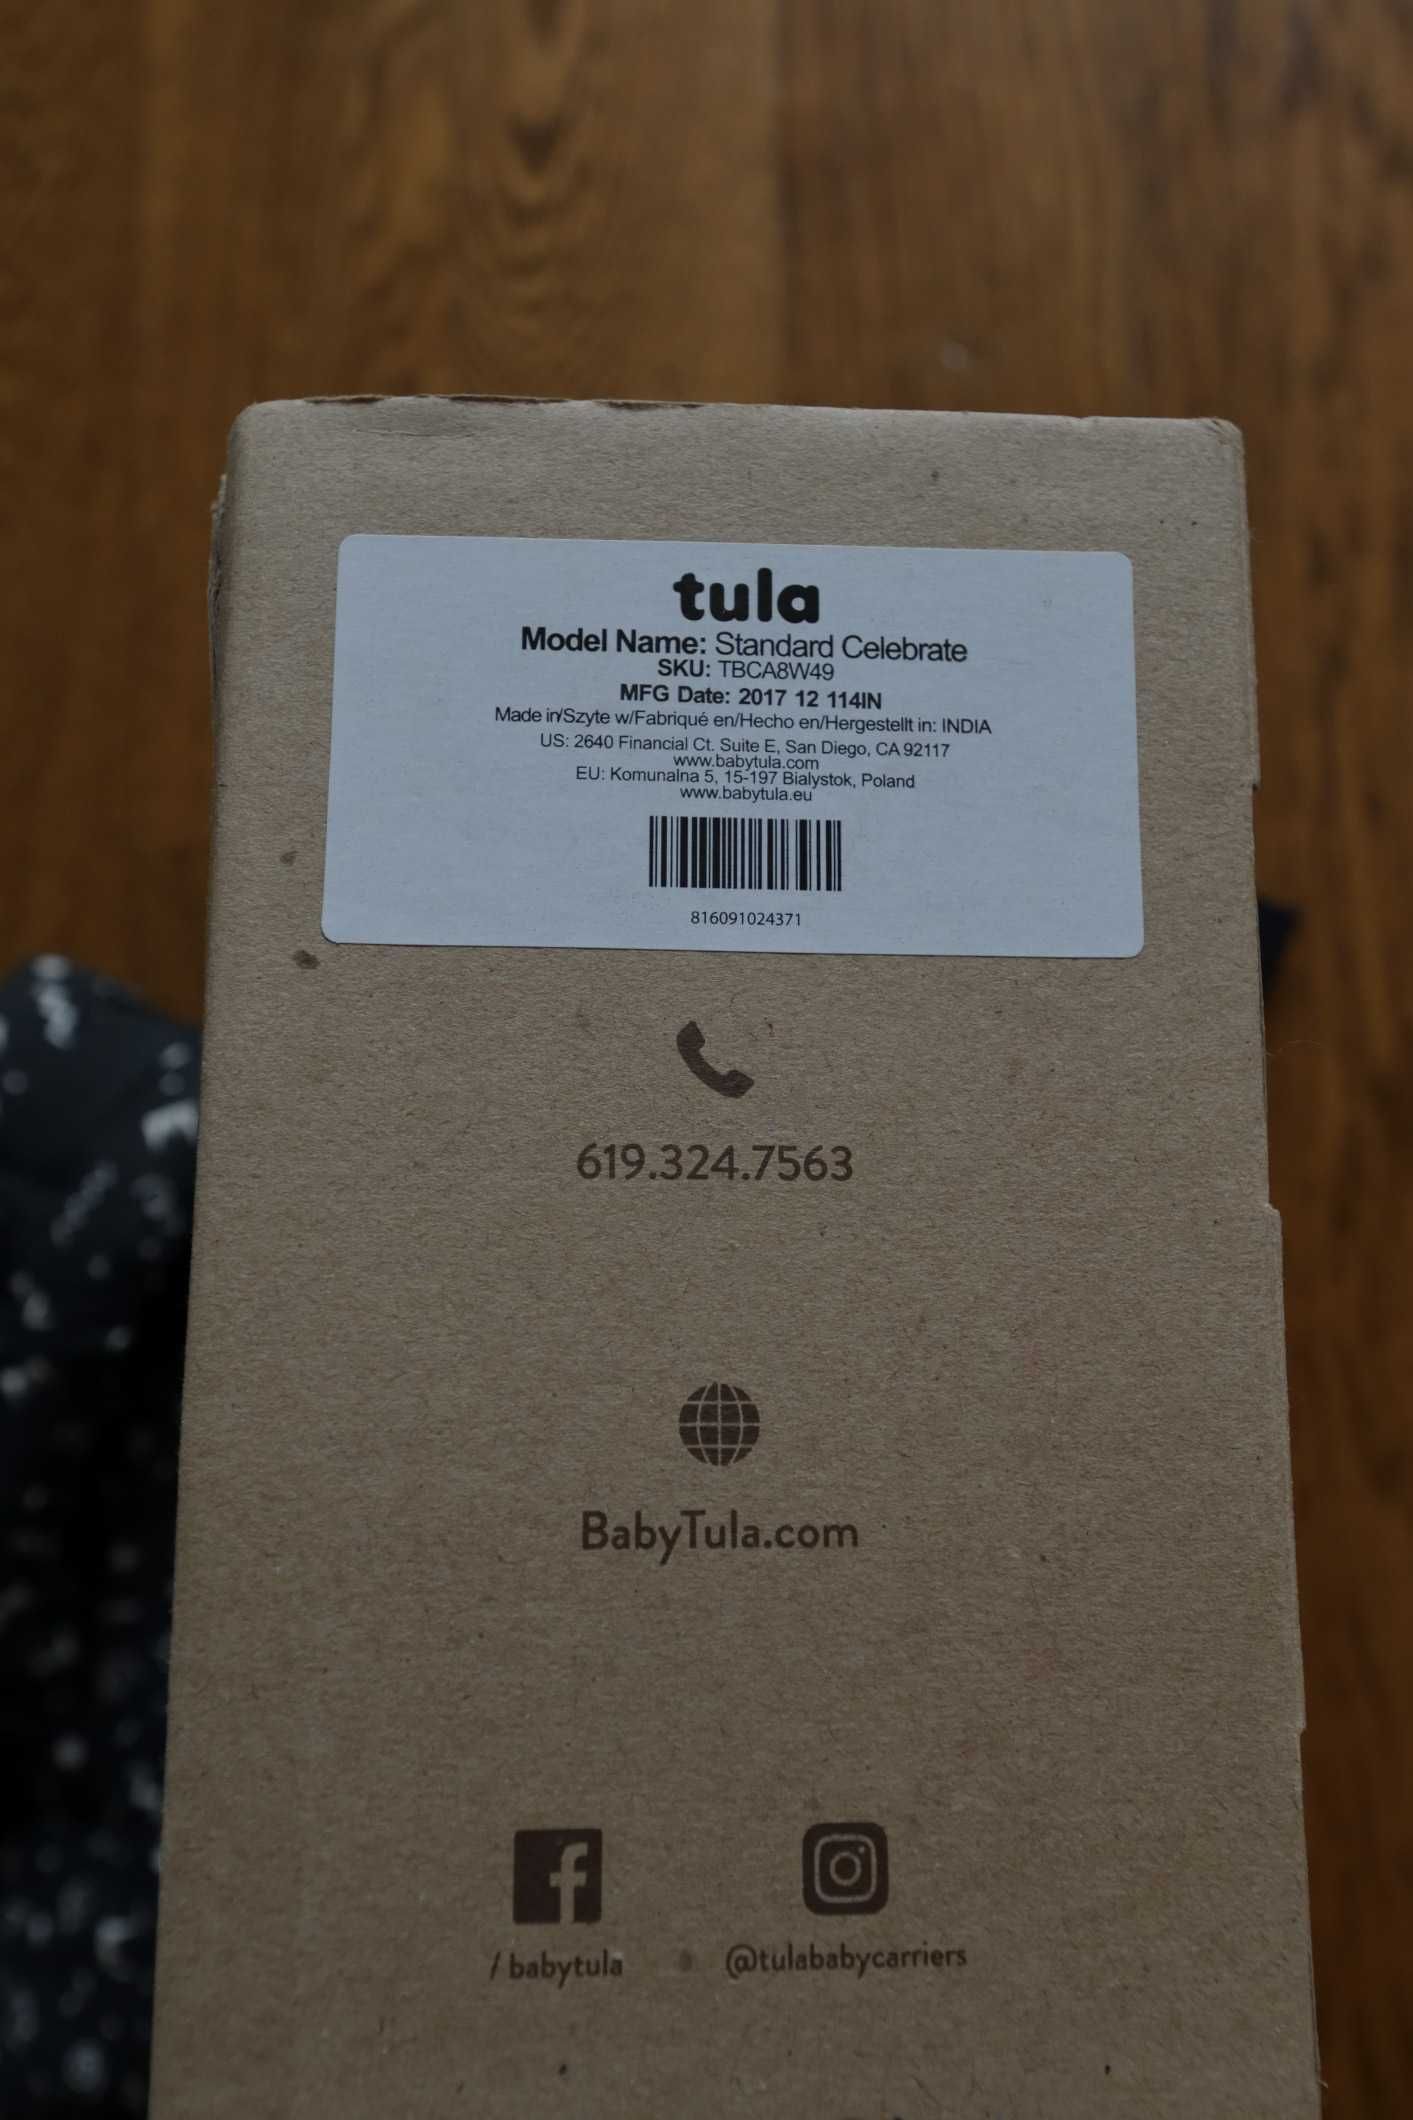 tula
Model Name: Standard Celebrate
SKU: TBCA8W49
MFG Date: 2017 12 114IN
Made in/Szyte w/Fabriqué en/Hecho en/Hergestellt in: INDIA
US: 2640 Financial Ct. Suite E, San Diego, CA 92117
www.babytula.com
EU: Komunalna 5, 15-197 Bialystok, Poland
www.babytula.eu
816091024371
619.324.7563
BabyTula.com
/ babytula
@tulababycarriers